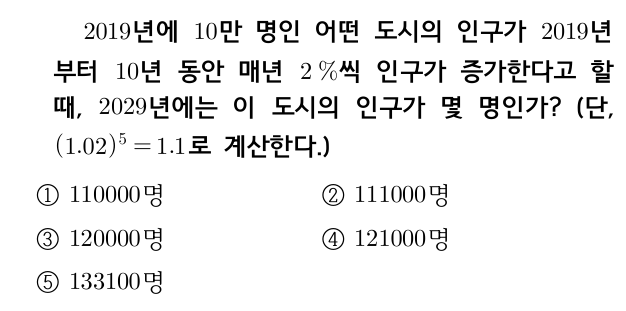 2019년에 10만 명인 어떤 도시의 인구가 2019년
부터 10년 동안 매년 2 %씩 인구가 증가한다고 할
때, 2029년에는 이 도시의 인구가 몇 명인가? (단,
(1.02)⁵ = 1.1로 계산한다.)
① 110000명 ② 111000명
③ 120000명 ④ 121000명
⑤ 133100명